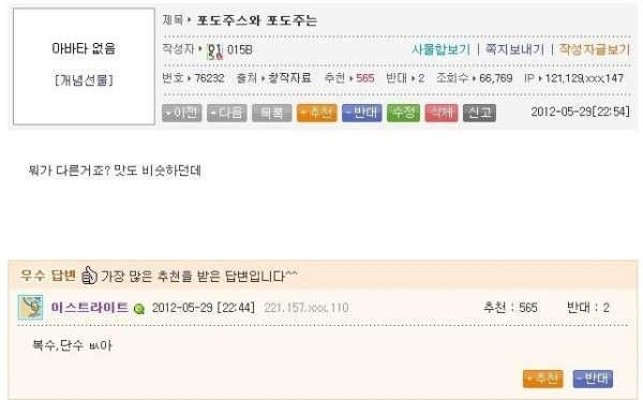 제목 ▸ 포도주스와 포도주는
아바타 없음
[개념선물]
작성자 ▸ 015B 사물함보기 | 쪽지보내기 | 작성자글보기
번호 ▸ 76232 출처 ▸ 창작자료 추천 ▸ 565 반대 ▸ 2 조회수 ▸ 66,769 IP ▸ 121,129,xxx,147
이전 다음 목록 +추천 -반대 수정 삭제 신고 2012-05-29[22:54]
뭐가 다른거죠? 맛도 비슷하던데
우수 답변 가장 많은 추천을 받은 답변입니다^^
미스트라이트 2012-05-29 [22:44] 221.157.xxx.110 추천 : 565 반대 : 2
복수,단수 ㅄ아
+추천 -반대